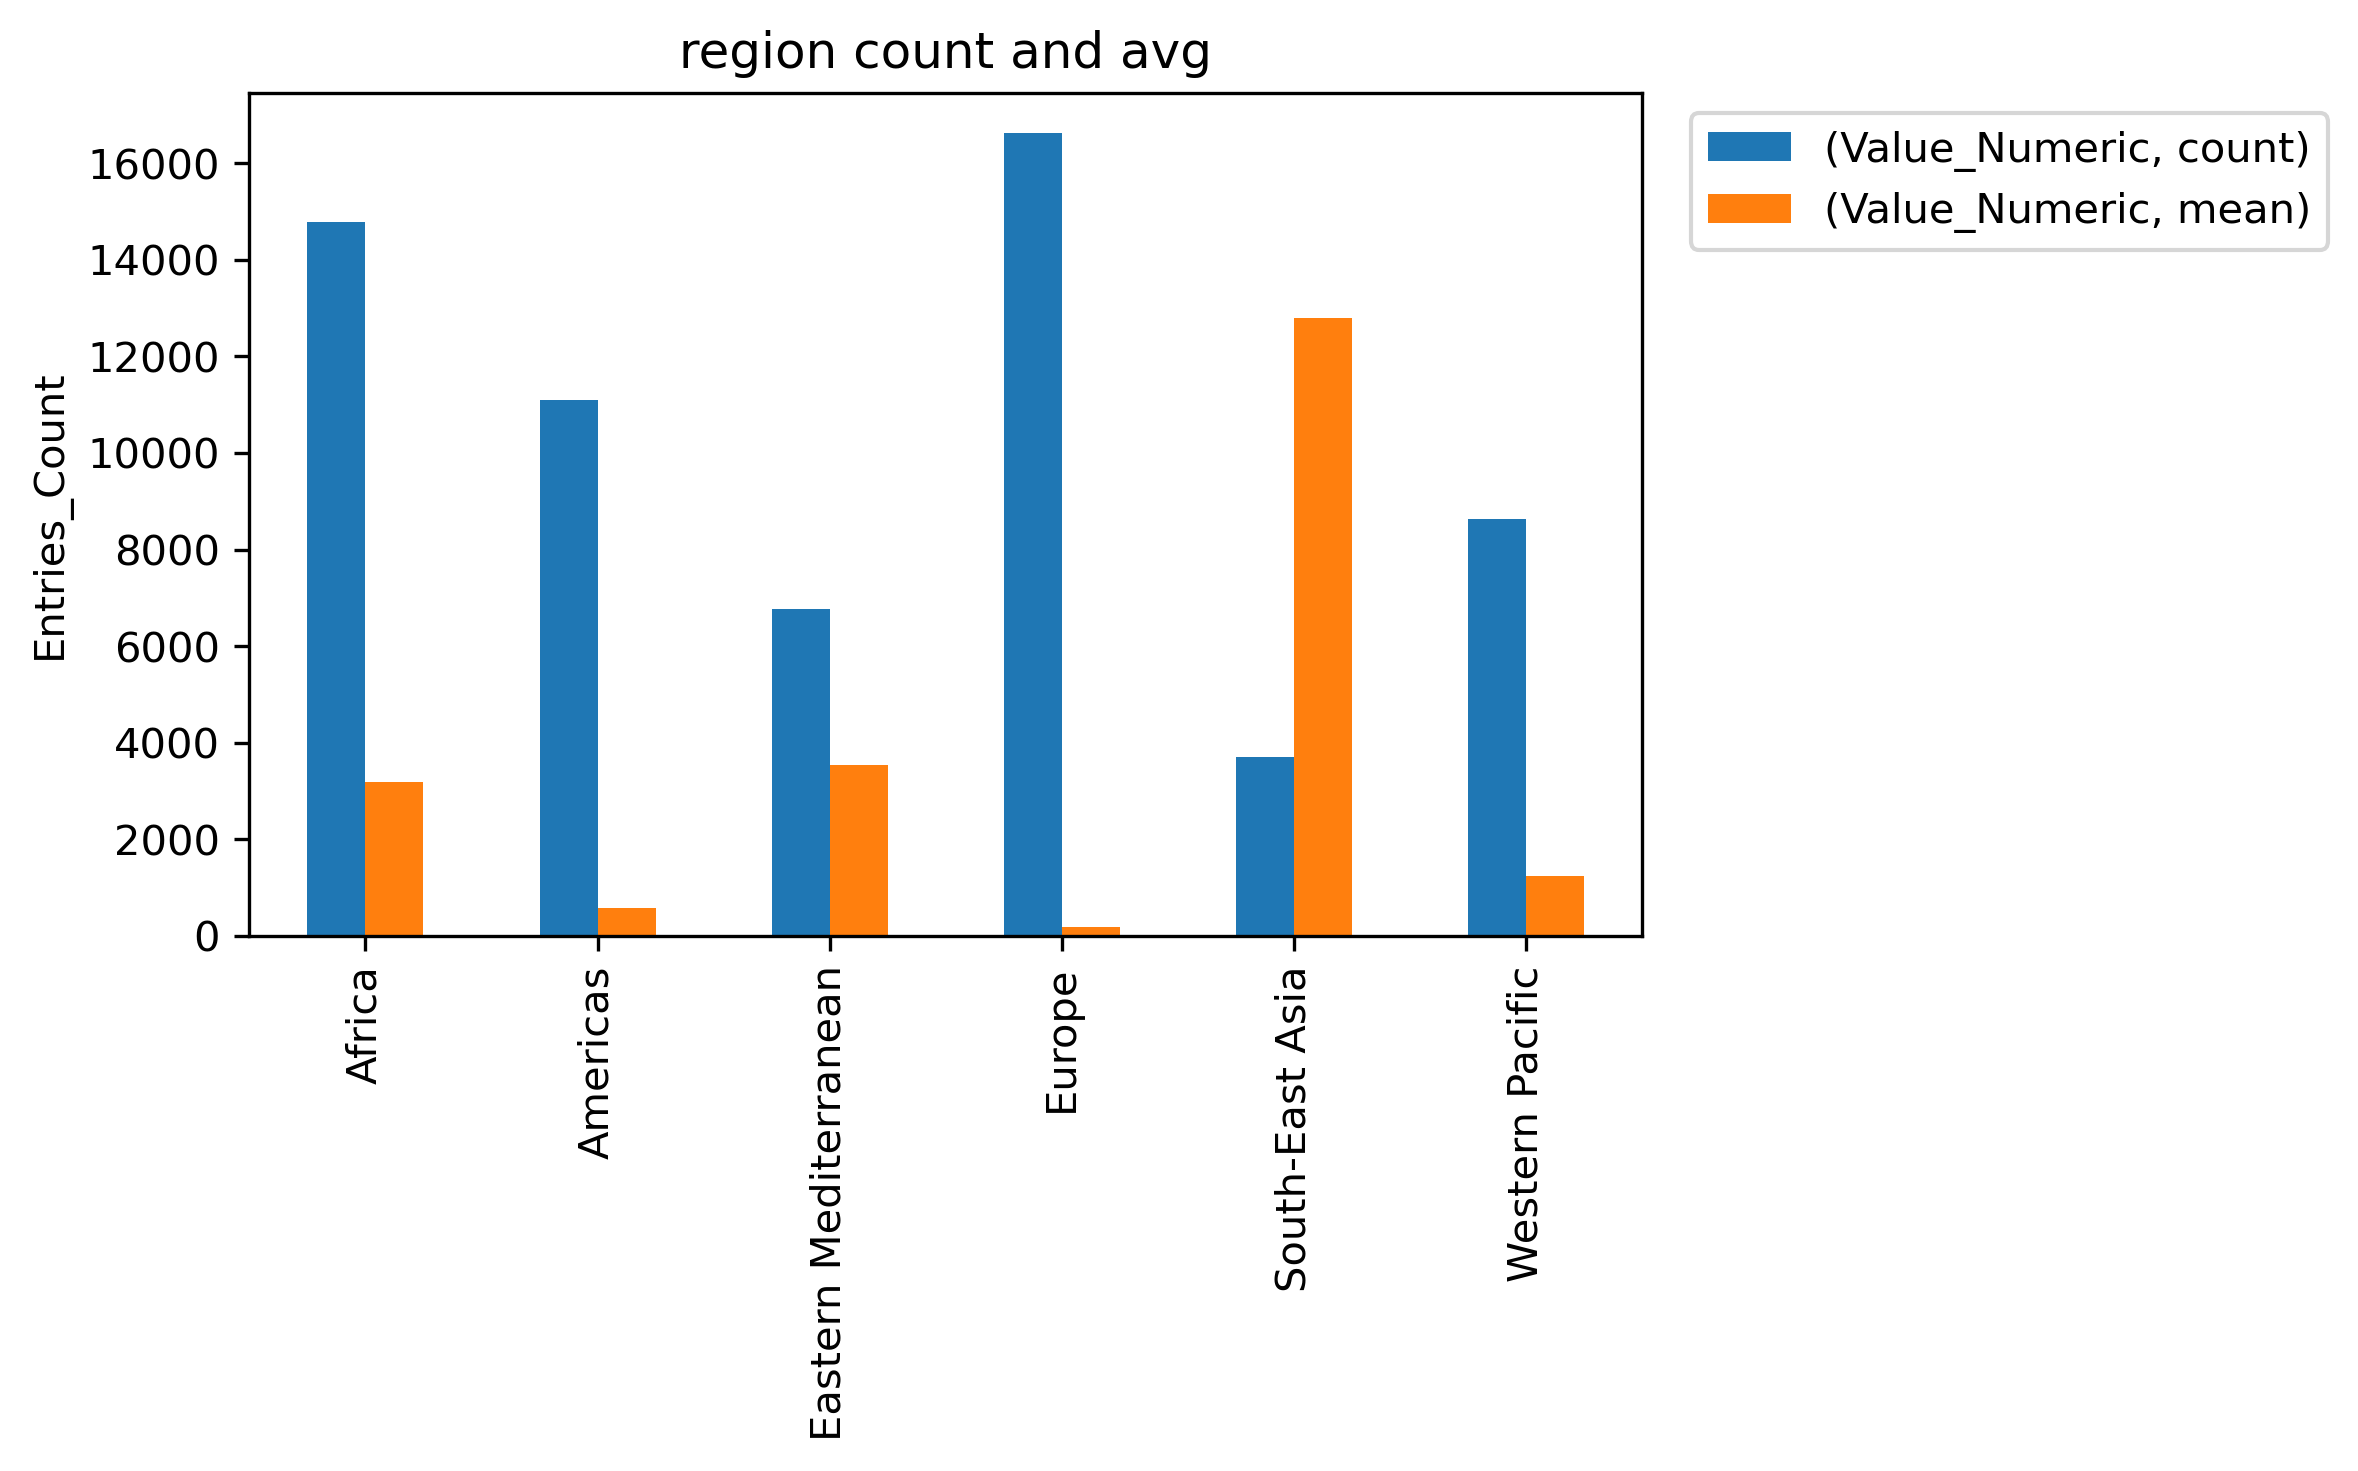 region count and avg
(Value_Numeric, count)
(Value_Numeric, mean)
Entries_Count
16000
14000
12000
10000
8000
6000
4000
2000
0
Africa
Americas
Eastern Mediterranean
Europe
South-East Asia
Western Pacific